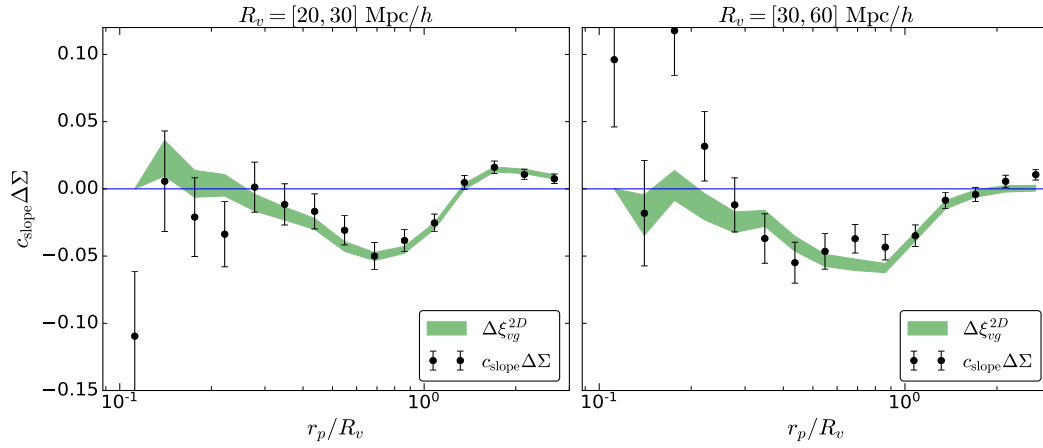 R_v = [20, 30] Mpc/h
R_v = [30, 60] Mpc/h
c_slope ΔΣ
0.10
0.05
0.00
−0.05
−0.10
−0.15
Δξ_vg^2D
c_slope ΔΣ
Δξ_vg^2D
c_slope ΔΣ
10^-1
10^0
10^-1
10^0
r_p/R_v
r_p/R_v